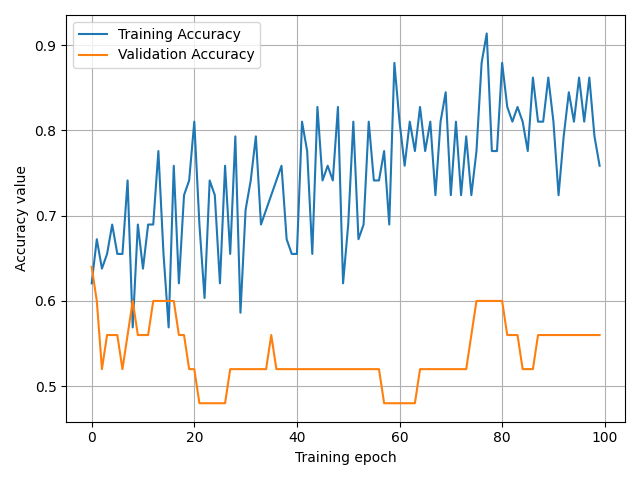 Training Accuracy
Validation Accuracy
Accuracy value
0.9
0.8
0.7
0.6
0.5
0 20 40 60 80 100
Training epoch